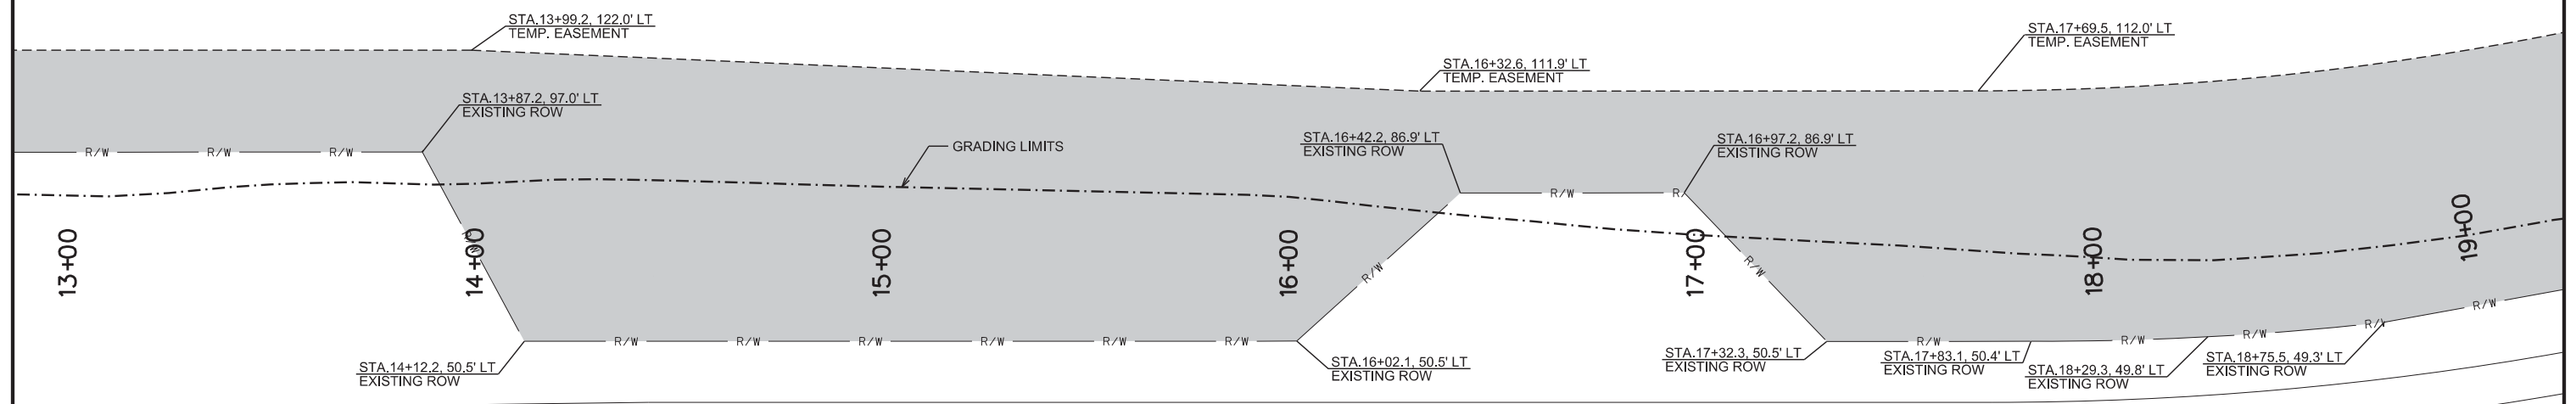 STA.13+99.2, 122.0' LT
TEMP. EASEMENT
STA.17+69.5, 112.0' LT
TEMP. EASEMENT
STA.16+32.6, 111.9' LT
TEMP. EASEMENT
STA.13+87.2, 97.0' LT
EXISTING ROW
STA.16+42.2, 86.9' LT
EXISTING ROW
STA.16+97.2, 86.9' LT
EXISTING ROW
GRADING LIMITS
R/W R/W R/W
R/W R/
R/W
R/W
R/W
13+00
14+00
15+00
16+00
17+00
18+00
19+00
R/W R/W R/W R/W R/W R/W
R/W R/W R/W R/W R/W
STA.14+12.2, 50.5' LT
EXISTING ROW
STA.16+02.1, 50.5' LT
EXISTING ROW
STA.17+32.3, 50.5' LT
EXISTING ROW
STA.17+83.1, 50.4' LT
EXISTING ROW
STA.18+29.3, 49.8' LT
EXISTING ROW
STA.18+75.5, 49.3' LT
EXISTING ROW